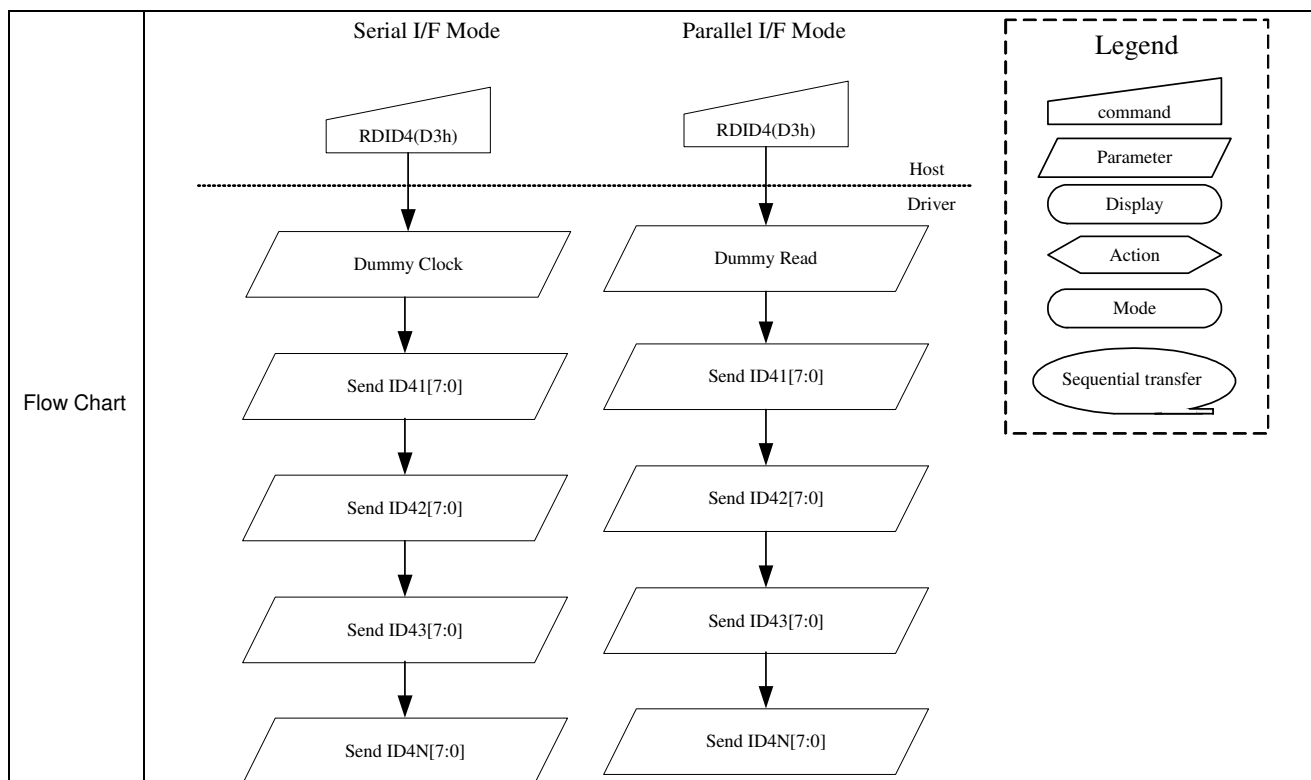 Flow Chart
Serial I/F Mode
RDID4(D3h)
Dummy Clock
Send ID41[7:0]
Send ID42[7:0]
Send ID43[7:0]
Send ID4N[7:0]
Parallel I/F Mode
RDID4(D3h)
Host
Driver
Dummy Read
Send ID41[7:0]
Send ID42[7:0]
Send ID43[7:0]
Send ID4N[7:0]
Legend
command
Parameter
Display
Action
Mode
Sequential transfer